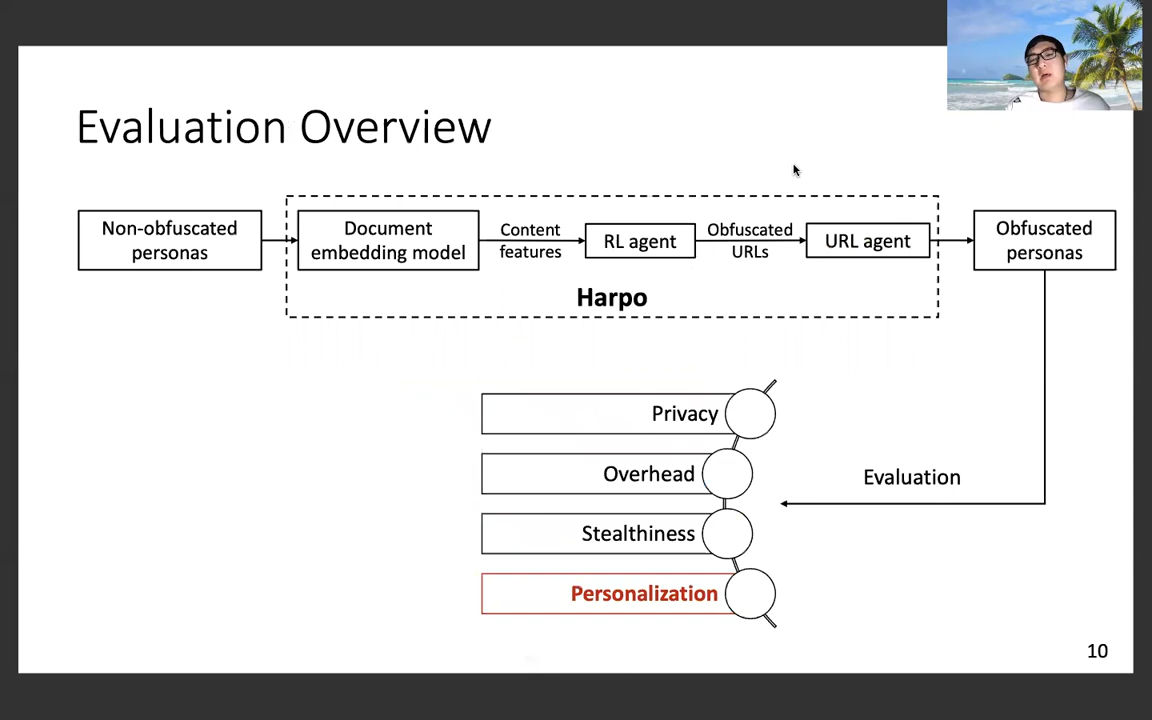 Evaluation Overview
Non-obfuscated
personas
Document
embedding model
Content
features
RL agent
Obfuscated
URLs
URL agent
Obfuscated
personas
Harpo
Privacy
Overhead
Stealthiness
Personalization
Evaluation
10